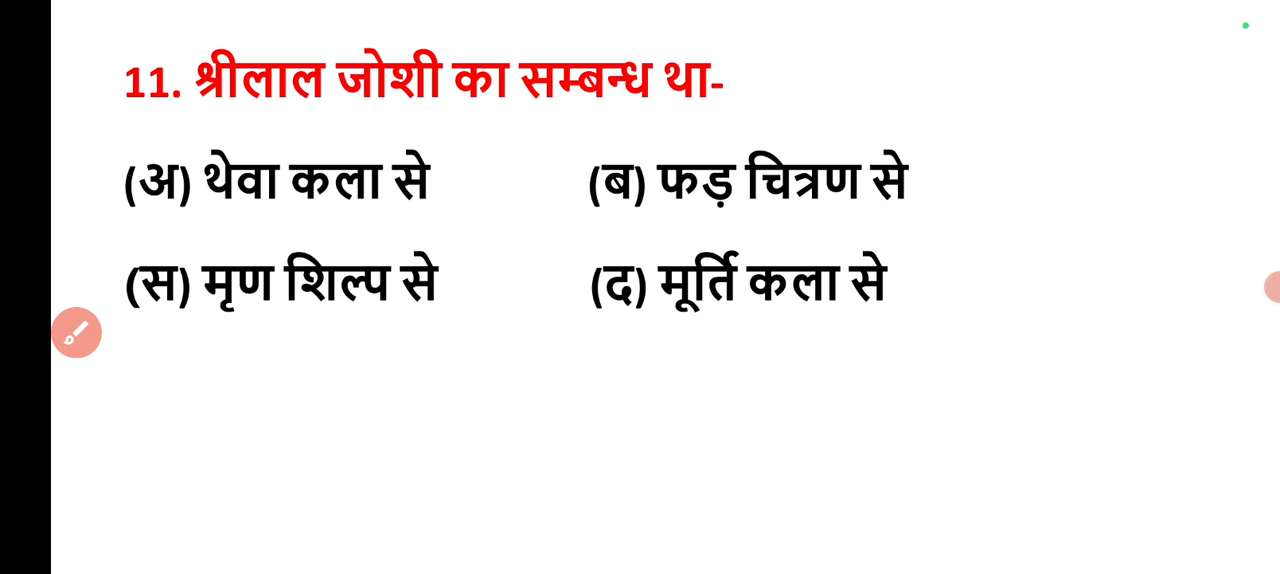 11. श्रीलाल जोशी का सम्बन्ध था-
(अ) थेवा कला से (ब) फड़ चित्रण से
(स) मृण शिल्प से (द) मूर्ति कला से